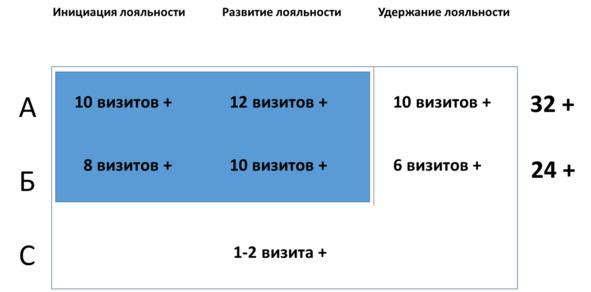 Инициация лояльности Развитие лояльности Удержание лояльности
А 10 визитов + 12 визитов + 10 визитов + 32 +
Б 8 визитов + 10 визитов + 6 визитов + 24 +
С 1-2 визита +